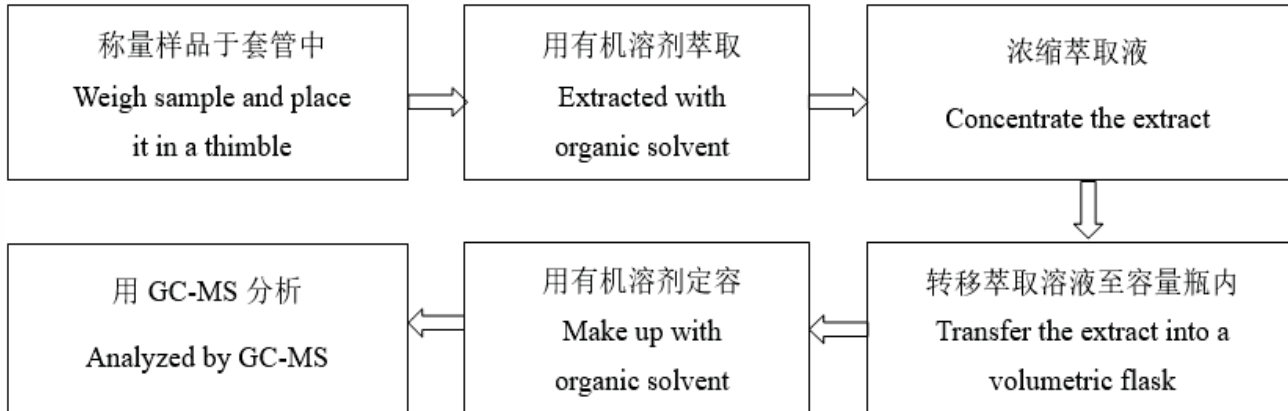 称量样品于套管中
Weigh sample and place
it in a thimble
用有机溶剂萃取
Extracted with
organic solvent
浓缩萃取液
Concentrate the extract
转移萃取溶液至容量瓶内
Transfer the extract into a
volumetric flask
用有机溶剂定容
Make up with
organic solvent
用 GC-MS 分析
Analyzed by GC-MS